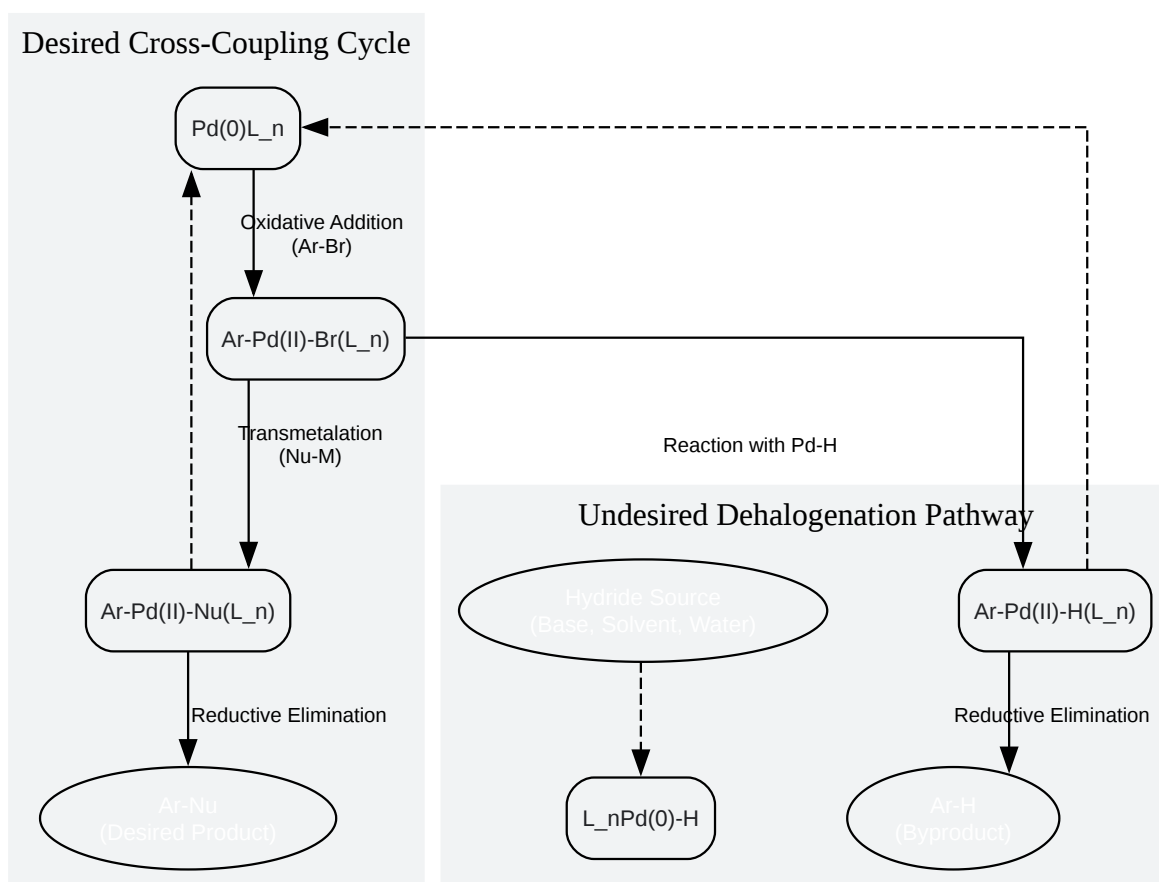 Desired Cross-Coupling Cycle
Pd(0)L_n
Oxidative Addition
(Ar-Br)
Ar-Pd(II)-Br(L_n)
Transmetalation
(Nu-M)
Reaction with Pd-H
Undesired Dehalogenation Pathway
Ar-Pd(II)-Nu(L_n)
Hydride Source
(Base, Solvent, Water)
Ar-Pd(II)-H(L_n)
Reductive Elimination
Reductive Elimination
Ar-Nu
(Desired Product)
L_nPd(0)-H
Ar-H
(Byproduct)